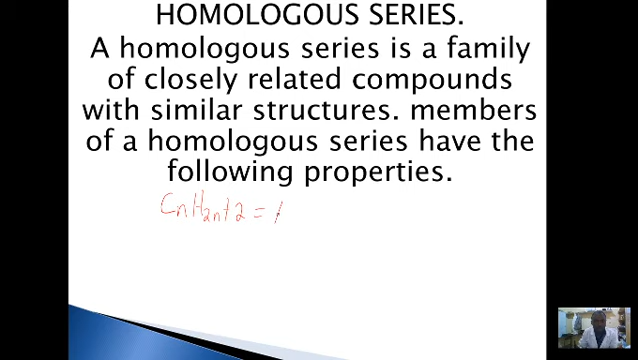 HOMOLOGOUS SERIES.
A homologous series is a family
of closely related compounds
with similar structures. members
of a homologous series have the
following properties.
CnH2n+2 =